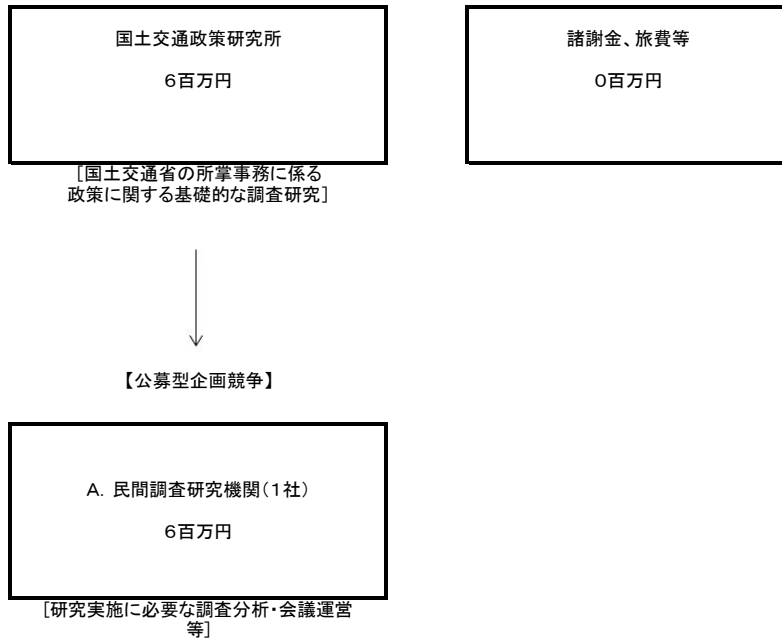 国土交通政策研究所
6百万円
諸謝金、旅費等
0百万円
[国土交通省の所掌事務に係る
政策に関する基礎的な調査研究]
【公募型企画競争】
A. 民間調査研究機関(1社)
6百万円
[研究実施に必要な調査分析・会議運営
等]